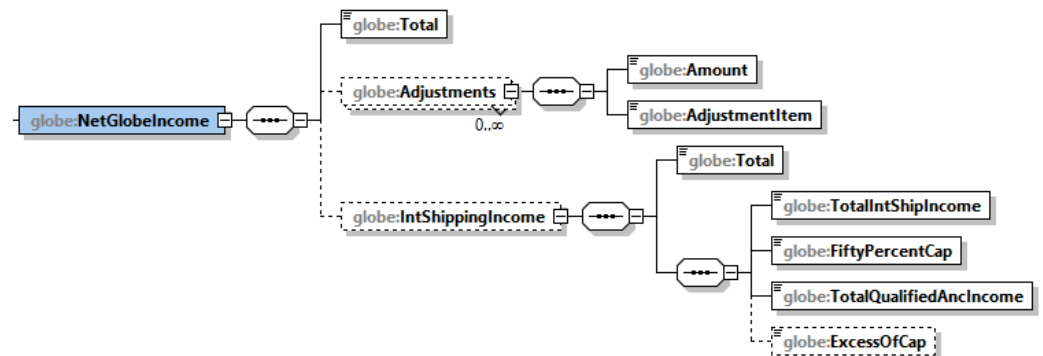 globe:Total
globe:Adjustments
0..∞
globe:Amount
globe:AdjustmentItem
globe:NetGlobeIncome
globe:IntShippingIncome
globe:Total
globe:TotalIntShipIncome
globe:FiftyPercentCap
globe:TotalQualifiedAncIncome
globe:ExcessOfCap